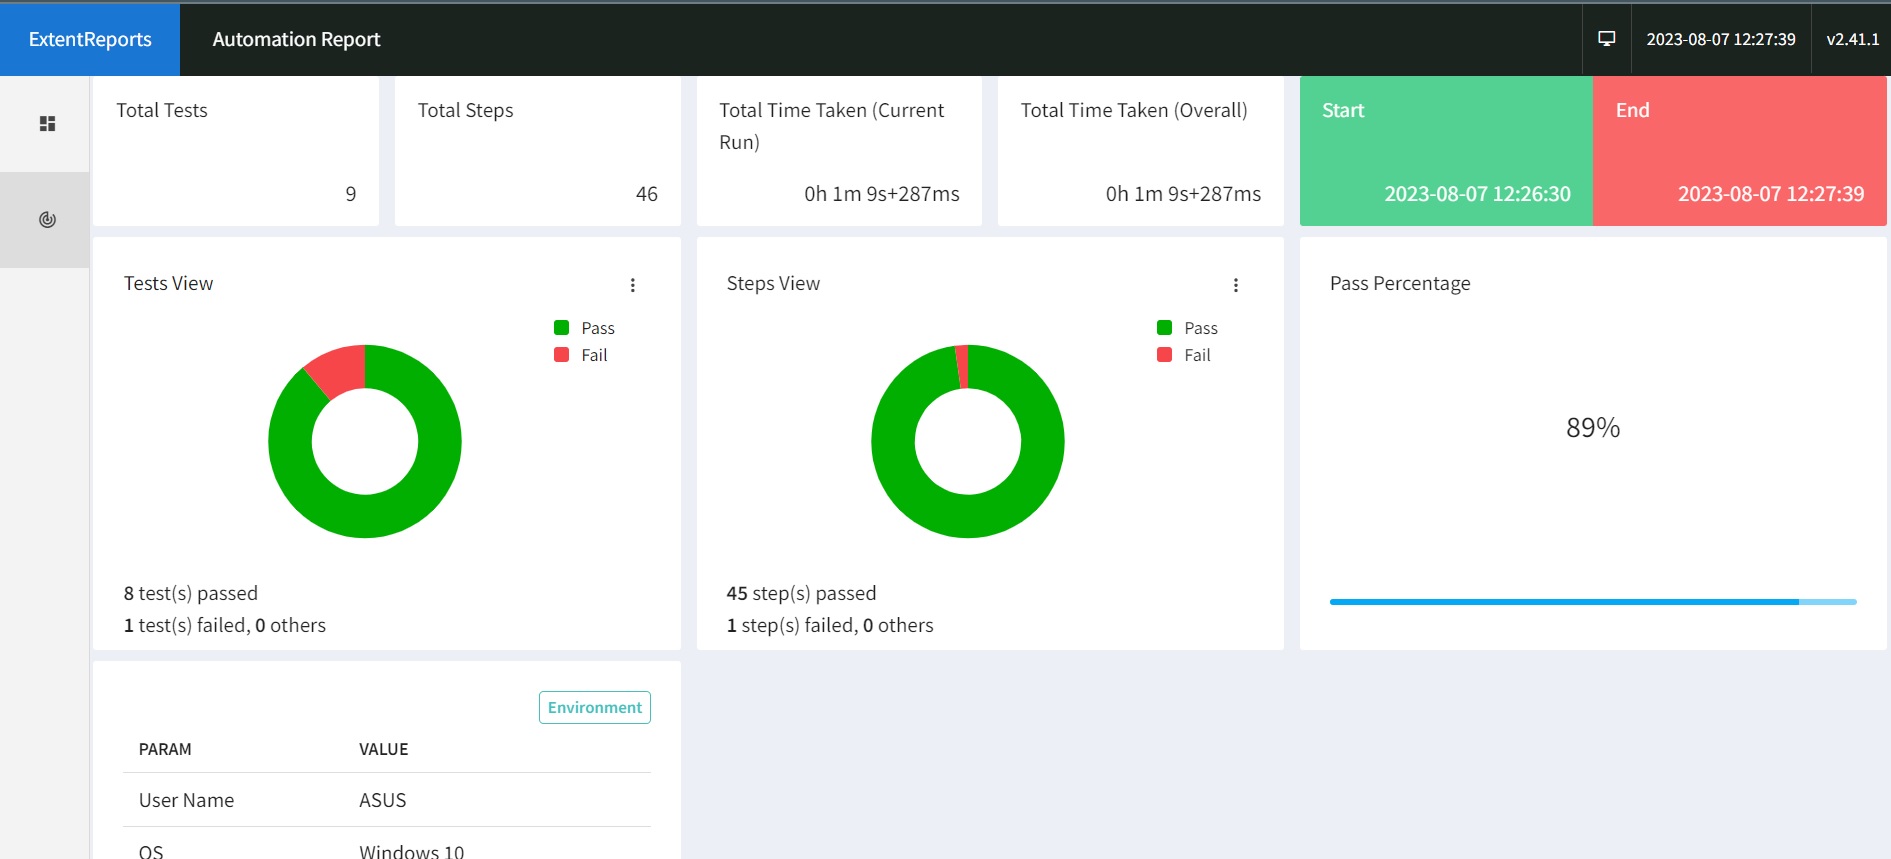 ExtentReports
Automation Report
2023-08-07 12:27:39
v2.41.1
Total Tests
9
Total Steps
46
Total Time Taken (Current
Run)
0h 1m 9s+287ms
Total Time Taken (Overall)
0h 1m 9s+287ms
Start
2023-08-07 12:26:30
End
2023-08-07 12:27:39
Tests View
Pass
Fail
8 test(s) passed
1 test(s) failed, 0 others
Steps View
Pass
Fail
45 step(s) passed
1 step(s) failed, 0 others
Pass Percentage
89%
Environment
PARAM VALUE
User Name ASUS
OS Windows 10